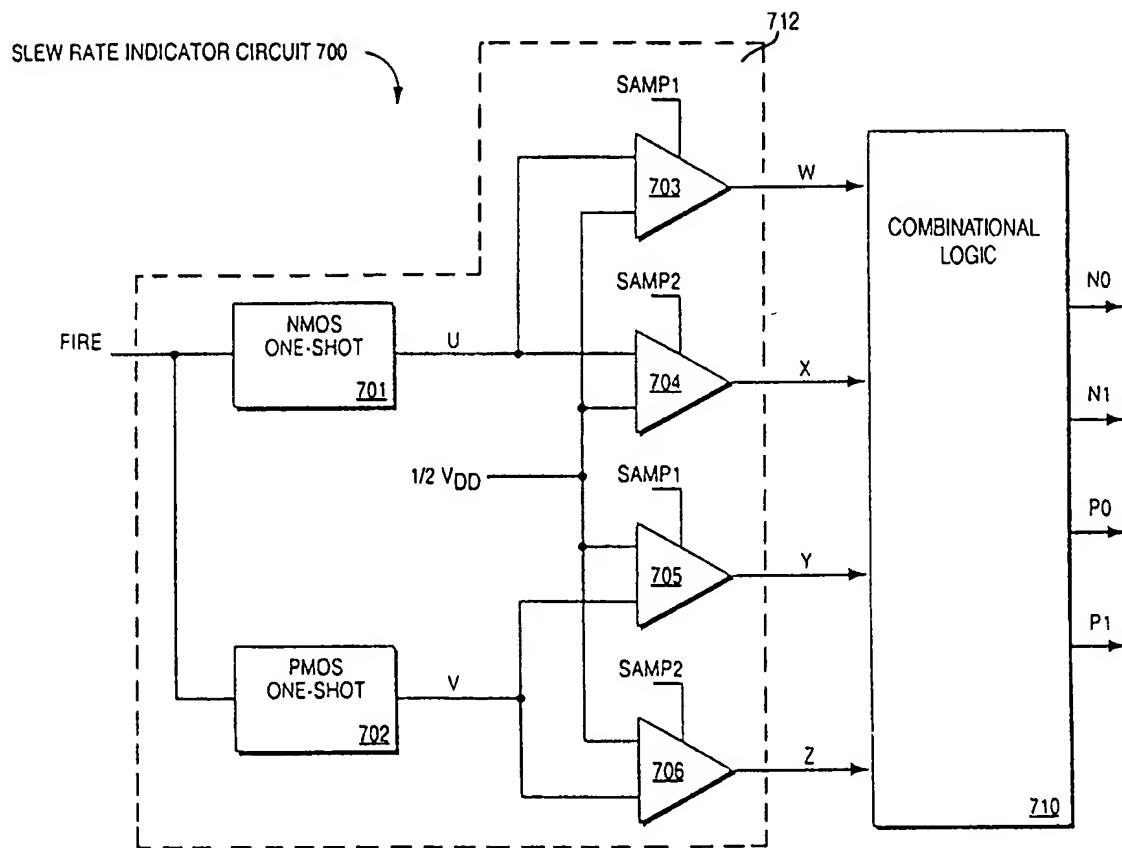 712
SLEW RATE INDICATOR CIRCUIT 700
SAMP1
703
W
COMBINATIONAL
LOGIC
SAMP2
N0
FIRE
NMOS
ONE-SHOT
701
U
704
X
N1
1/2 VDD
SAMP1
P0
705
Y
P1
PMOS
ONE-SHOT
702
V
SAMP2
706
Z
710